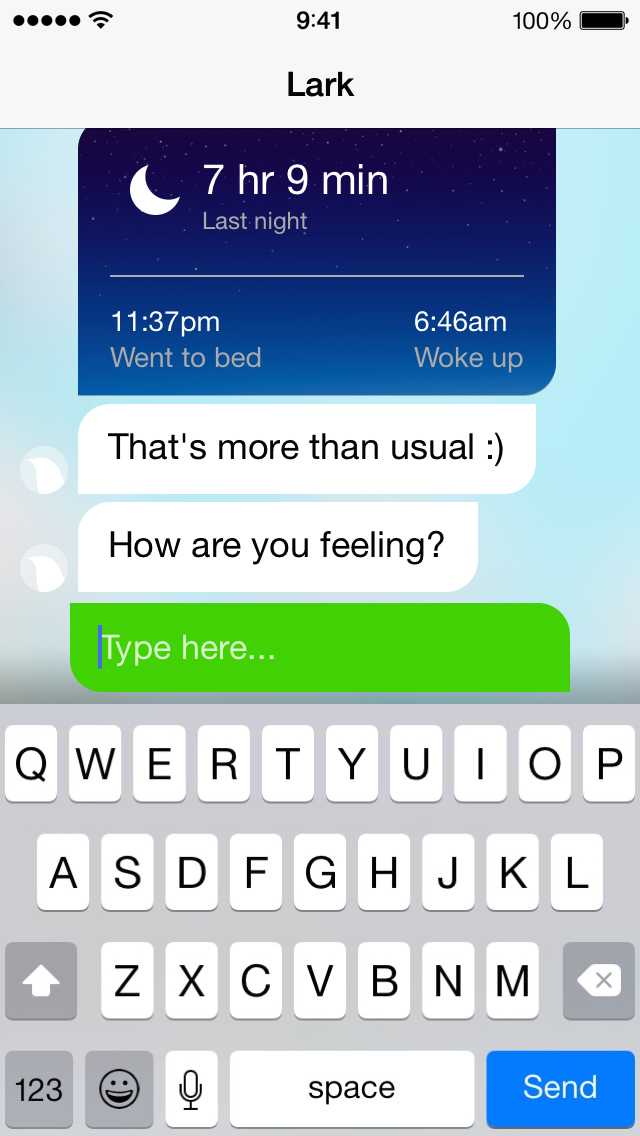 9:41 100%
Lark
7 hr 9 min
Last night
11:37pm 6:46am
Went to bed Woke up
That's more than usual :)
How are you feeling?
Type here...
Q W E R T Y U I O P
A S D F G H J K L
Z X C V B N M
123 space Send